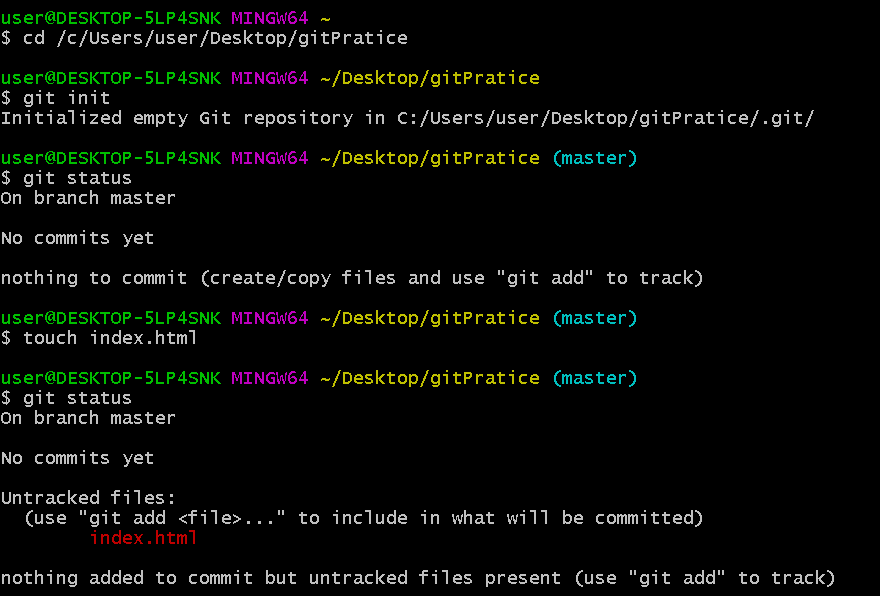 user@DESKTOP-5LP4SNK MINGW64 ~
$ cd /c/Users/user/Desktop/gitPratice
user@DESKTOP-5LP4SNK MINGW64 ~/Desktop/gitPratice
$ git init
Initialized empty Git repository in C:/Users/user/Desktop/gitPratice/.git/
user@DESKTOP-5LP4SNK MINGW64 ~/Desktop/gitPratice (master)
$ git status
On branch master
No commits yet
nothing to commit (create/copy files and use "git add" to track)
user@DESKTOP-5LP4SNK MINGW64 ~/Desktop/gitPratice (master)
$ touch index.html
user@DESKTOP-5LP4SNK MINGW64 ~/Desktop/gitPratice (master)
$ git status
On branch master
No commits yet
Untracked files:
(use "git add <file>..." to include in what will be committed)
index.html
nothing added to commit but untracked files present (use "git add" to track)